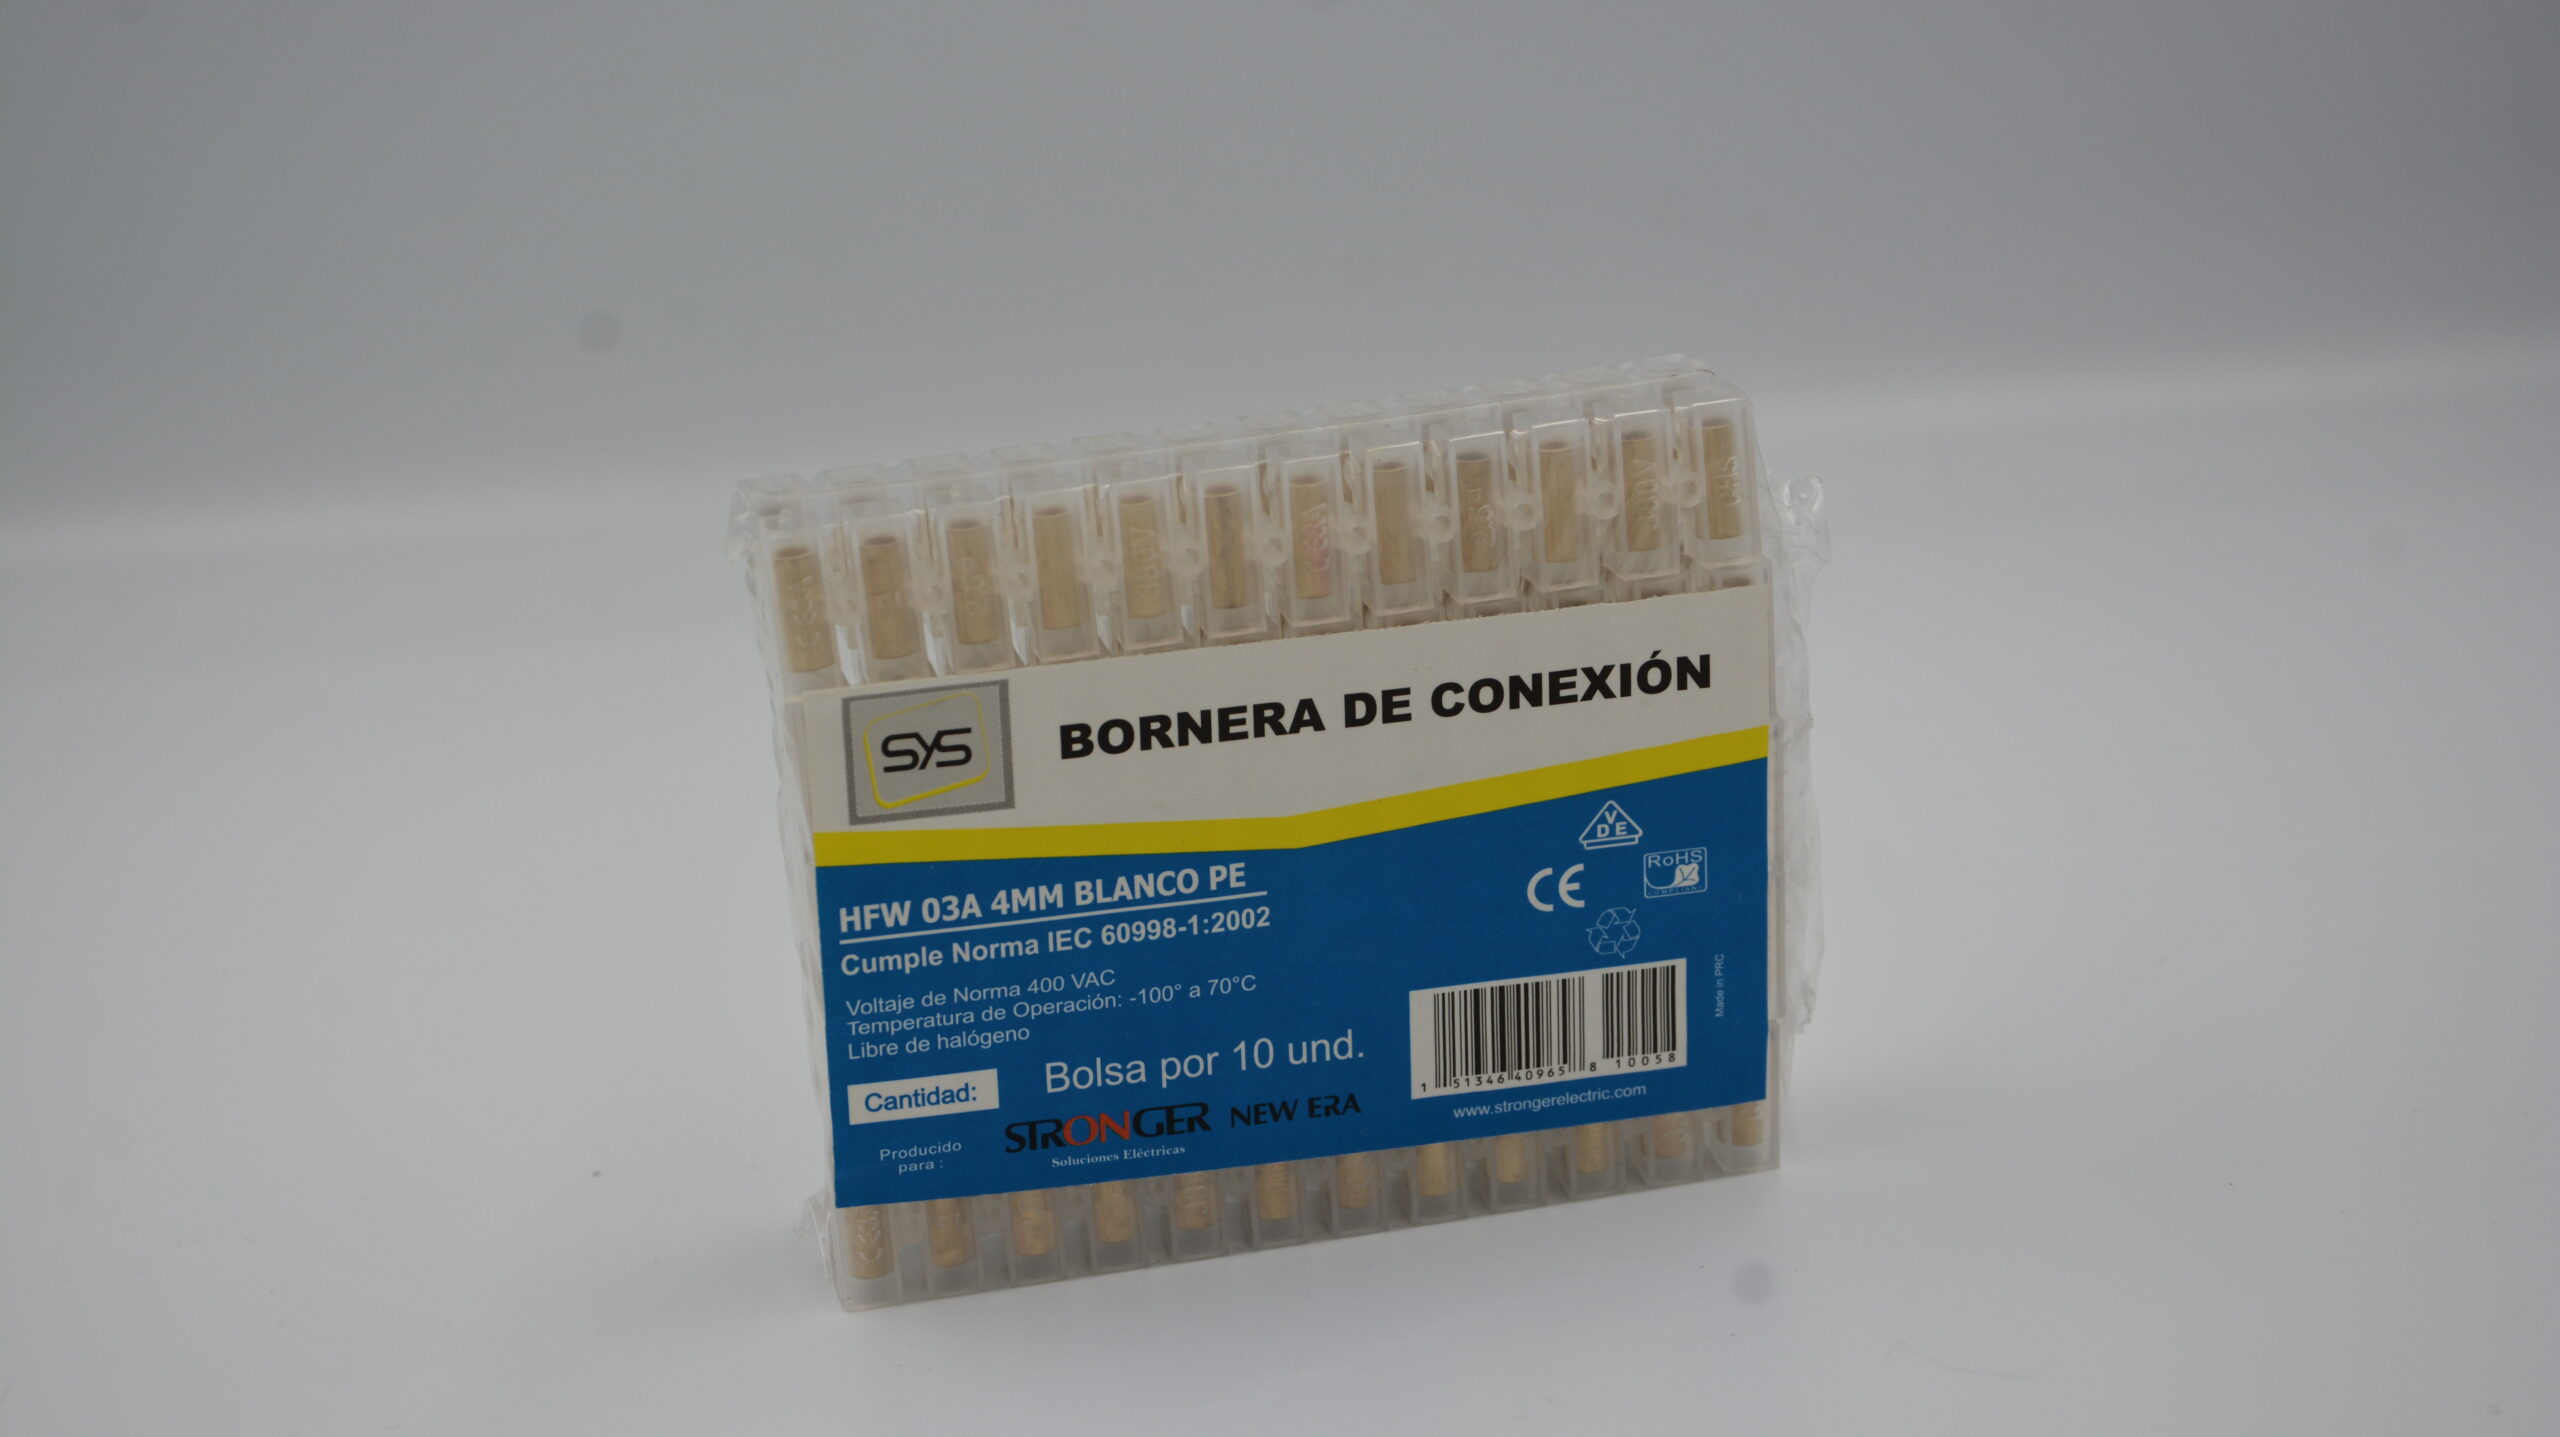 SYS
BORNERA DE CONEXIÓN
HFW 03A 4MM BLANCO PE
Cumple Norma IEC 60998-1:2002
Voltaje de Norma 400 VAC
Temperatura de Operación: -100° a 70°C
Libre de halógeno
Cantidad:
Bolsa por 10 und.
Producido
para :
STRONGER NEW ERA
Soluciones Eléctricas
VDE
CE
RoHS
COMPLIANT
Made in PRC
1 51346 40965 8 10058
www.strongerelectric.com